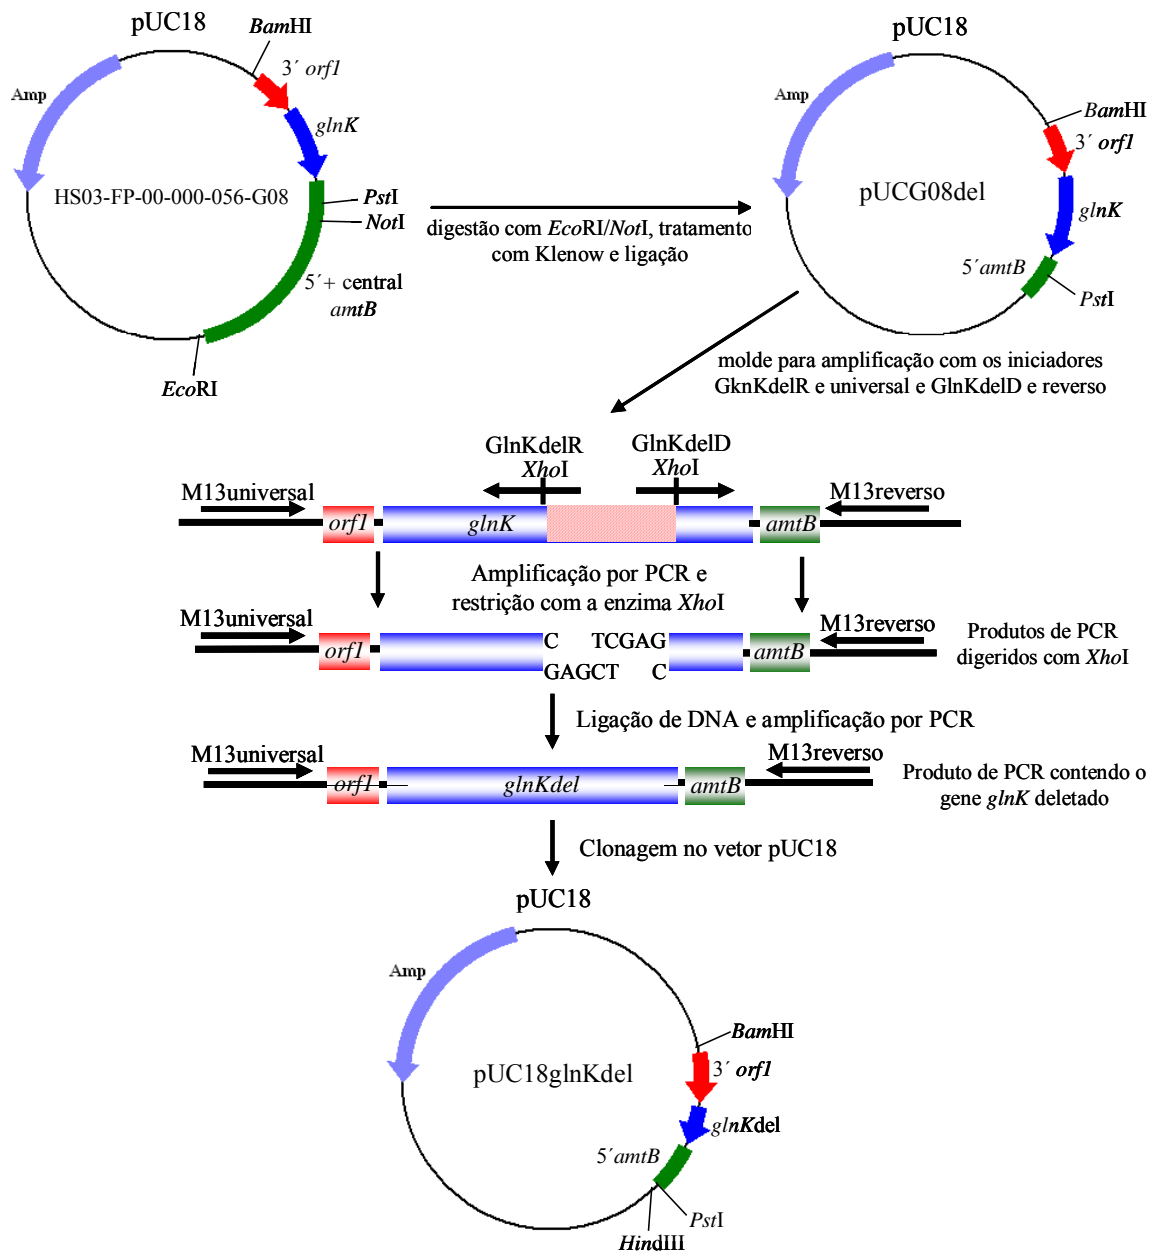 pUC18
BamHI
3´ orf1
Amp
glnK
HS03-FP-00-000-056-G08
PstI
NotI
5´+ central
amtB
EcoRI
digestão com EcoRI/NotI, tratamento
com Klenow e ligação
pUC18
Amp
BamHI
3´ orf1
pUCG08del
glnK
5´amtB
PstI
molde para amplificação com os iniciadores
GknKdelR e universal e GlnKdelD e reverso
GlnKdelR
XhoI
GlnKdelD
XhoI
M13universal
M13reverso
orf1
glnK
amtB
Amplificação por PCR e
restrição com a enzima XhoI
M13universal
M13reverso
orf1
C TCGAG
GAGCT C
amtB
Produtos de PCR
digeridos com XhoI
Ligação de DNA e amplificação por PCR
M13universal
M13reverso
orf1
glnKdel
amtB
Produto de PCR contendo o
gene glnK deletado
Clonagem no vetor pUC18
pUC18
Amp
BamHI
3´ orf1
pUC18glnKdel
glnKdel
5´amtB
PstI
HindIII